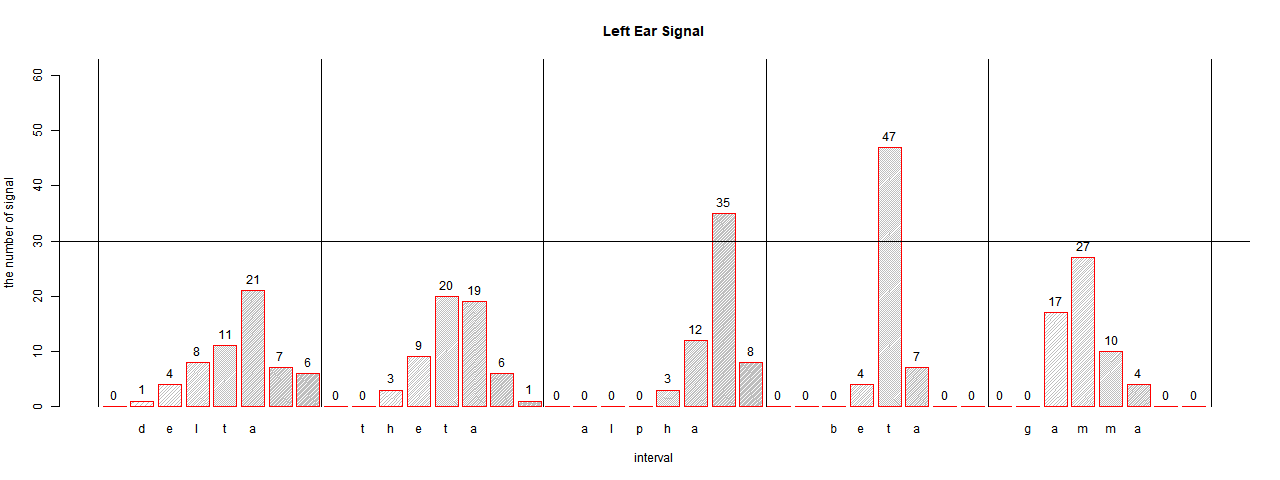 Left Ear Signal
the number of signal
60
50
40
30
20
10
0
0 1 4 8 11 21 7 6
0 0 3 9 20 19 6 1
0 0 0 0 3 12 35 8
0 0 0 4 47 7 0 0
0 0 17 27 10 4 0 0
d e l t a t h e t a a l p h a b e t a g a m m a
interval